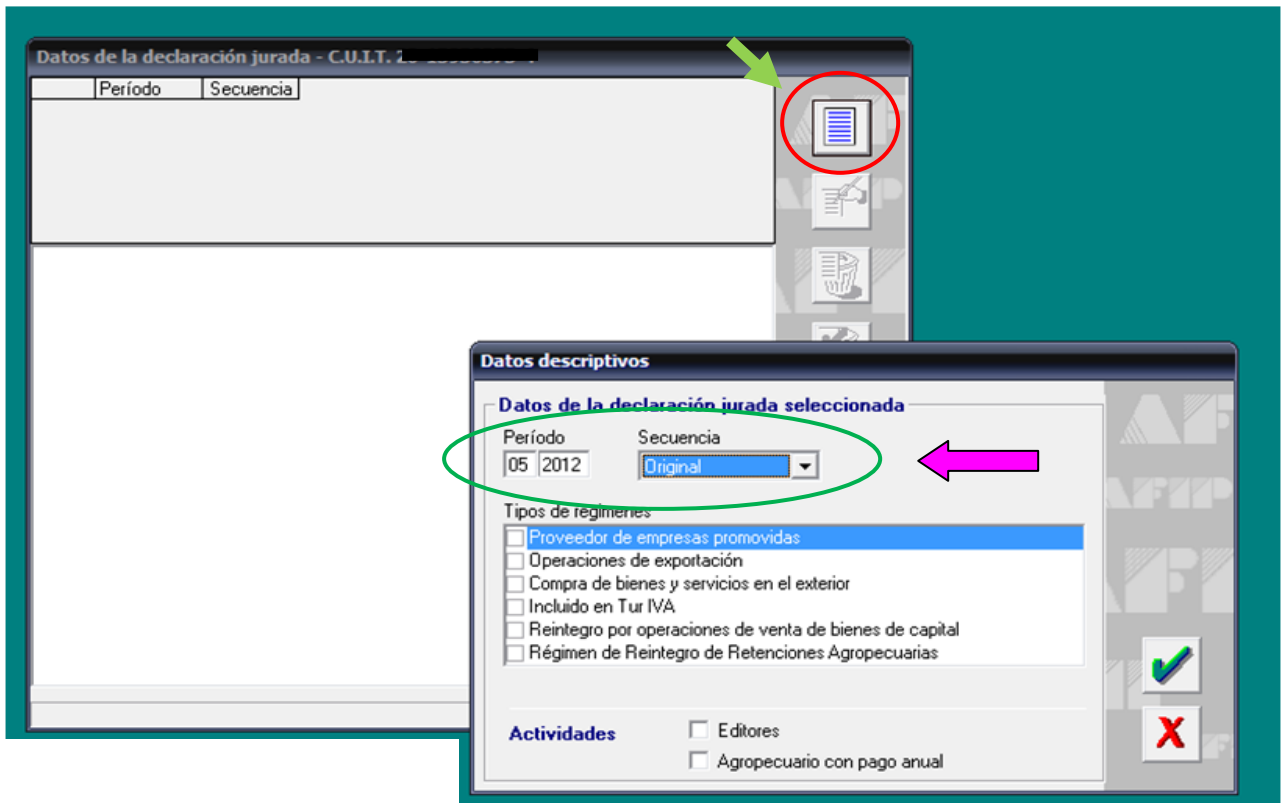 Datos de la declaración jurada - C.U.I.T.
Período Secuencia
Datos descriptivos
Datos de la declaración jurada seleccionada
Período Secuencia
05 2012 Original
Tipos de regímenes
Proveedor de empresas promovidas
Operaciones de exportación
Compra de bienes y servicios en el exterior
Incluido en Tur IVA
Reintegro por operaciones de venta de bienes de capital
Régimen de Reintegro de Retenciones Agropecuarias
Actividades
Editores
Agropecuario con pago anual
AFIP